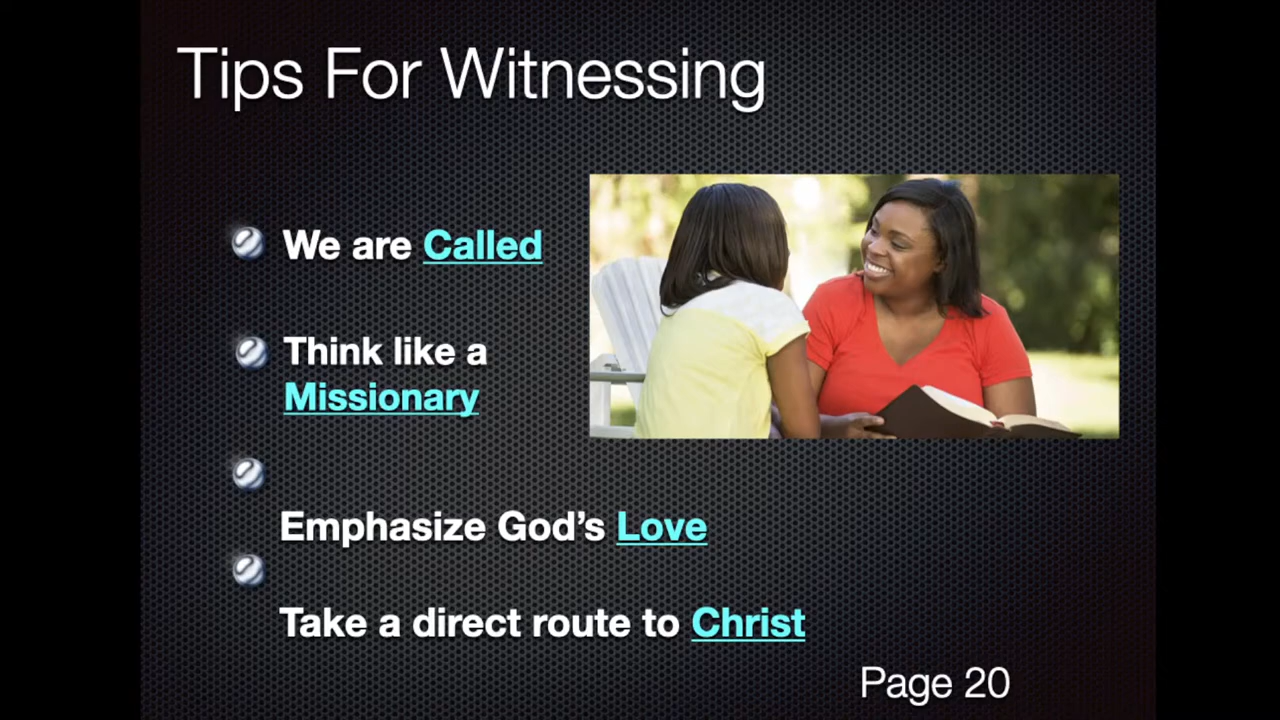 Tips For Witnessing
We are Called
Think like a
Missionary
Emphasize God’s Love
Take a direct route to Christ
Page 20